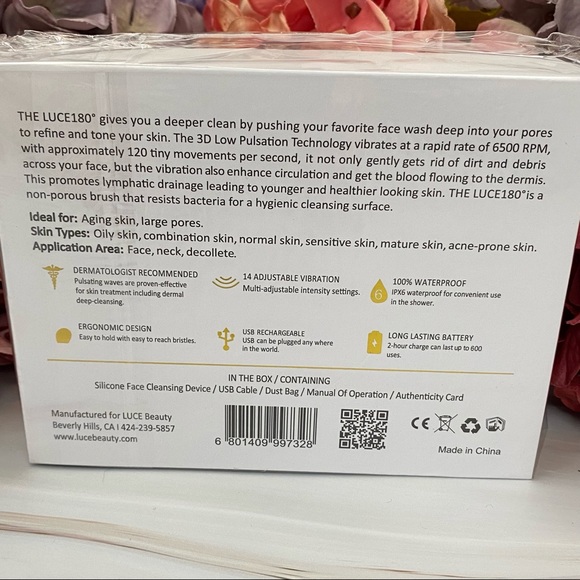 THE LUCE180° gives you a deeper clean by pushing your favorite face wash deep into your pores
to refine and tone your skin. The 3D Low Pulsation Technology vibrates at a rapid rate of 6500 RPM,
with approximately 120 tiny movements per second, it not only gently gets rid of dirt and debris
across your face, but the vibration also enhance circulation and get the blood flowing to the dermis.
This promotes lymphatic drainage leading to younger and healthier looking skin. THE LUCE180°is a
non-porous brush that resists bacteria for a hygienic cleansing surface.
Ideal for: Aging skin, large pores.
Skin Types: Oily skin, combination skin, normal skin, sensitive skin, mature skin, acne-prone skin.
Application Area: Face, neck, decollete.
DERMATOLOGIST RECOMMENDED
Pulsating waves are proven-effective
for skin treatment including dermal
deep-cleansing.
14 ADJUSTABLE VIBRATION
Multi-adjustable intensity settings.
6
100% WATERPROOF
IPX6 waterproof for convenient use
in the shower.
ERGONOMIC DESIGN
Easy to hold with easy to reach bristles.
USB RECHARGEABLE
USB can be plugged any where
in the world.
LONG LASTING BATTERY
2-hour charge can last up to 600
uses.
IN THE BOX / CONTAINING
Silicone Face Cleansing Device / USB Cable / Dust Bag / Manual Of Operation / Authenticity Card
Manufactured for LUCE Beauty
Beverly Hills, CA I 424-239-5857
www.lucebeauty.com
6 801409 997328
CE
Made in China